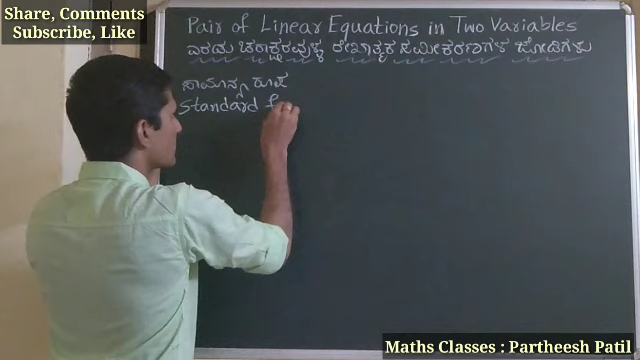 Share, Comments
Subscribe, Like
Pair of Linear Equations in Two Variables
ಎರಡು ಚರಾಕ್ಷರವುಳ್ಳ ರೇಖಾತ್ಮಕ ಸಮೀಕರಣಗಳ ಜೋಡಿಗಳು
ಸಾಮಾನ್ಯ ರೂಪ
Standard f
Maths Classes : Partheesh Patil